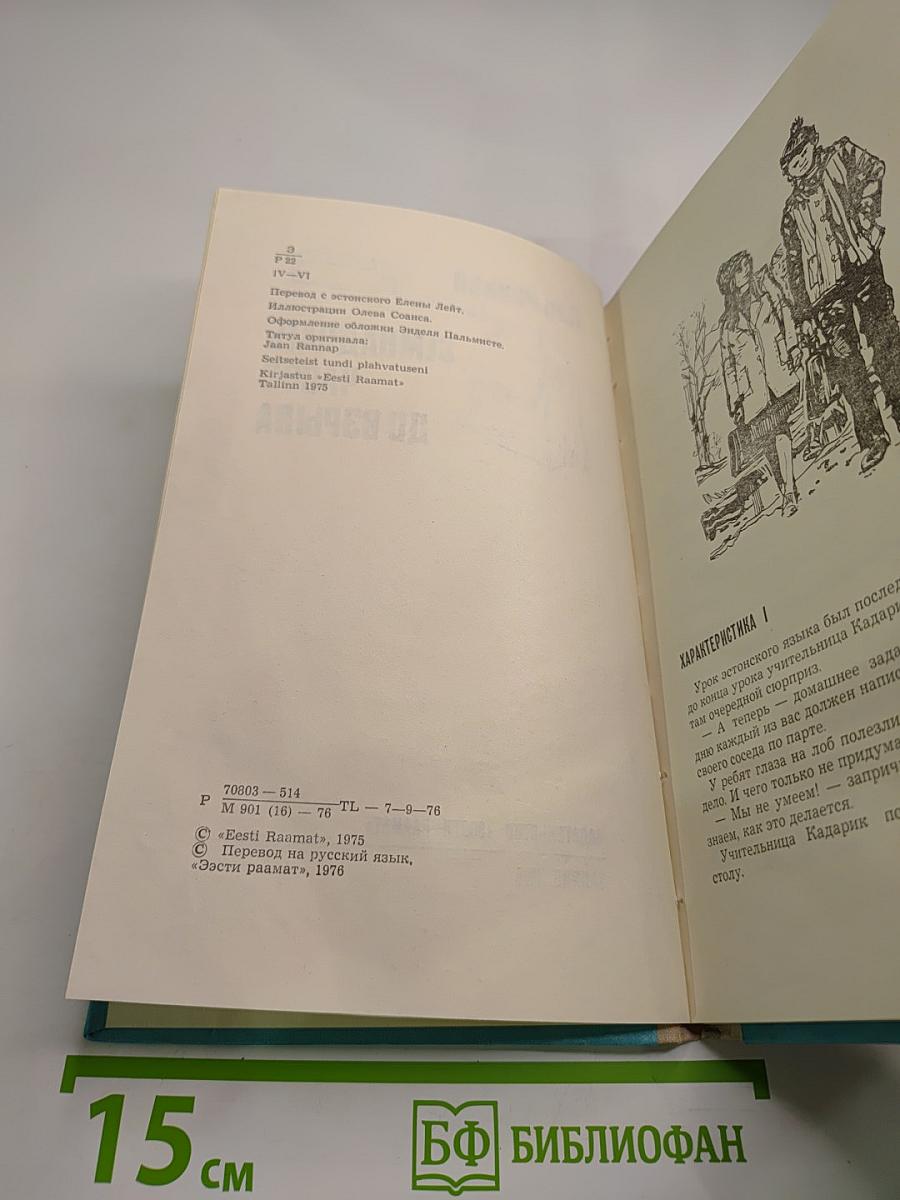 Э
Р 22
IV—VI
Перевод с эстонского Елены Лейт.
Иллюстрации Олева Соанса.
Оформление обложки Энделя Пальмисте.
Титул оригинала:
Jaan Rannap
Seitseteist tundi plahvatuseni
Kirjastus «Eesti Raamat»
Tallinn 1975
ДО ВЗРЫВА
Р 70803 — 514
М 901 (16) — 76 TL — 7—9—76
© «Eesti Raamat», 1975
© Перевод на русский язык,
«Ээсти раамат», 1976
ХАРАКТЕРИСТИКА I
Урок эстонского языка был послед
до конца урока учительница Кадари
там очередной сюрприз.
— А теперь — домашнее зада
дню каждый из вас должен напис
своего соседа по парте.
У ребят глаза на лоб полезли
дело. И чего только не придума
— Мы не умеем! — запричи
знаем, как это делается.
Учительница Кадарик по
столу.
15 см
БФ БИБЛИОФАН